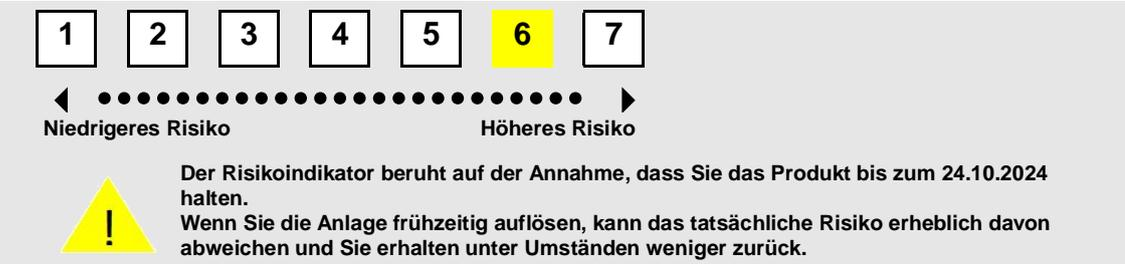 1 2 3 4 5 6 7
Niedrigeres Risiko Höheres Risiko
Der Risikoindikator beruht auf der Annahme, dass Sie das Produkt bis zum 24.10.2024
halten.
! Wenn Sie die Anlage frühzeitig auflösen, kann das tatsächliche Risiko erheblich davon
abweichen und Sie erhalten unter Umständen weniger zurück.